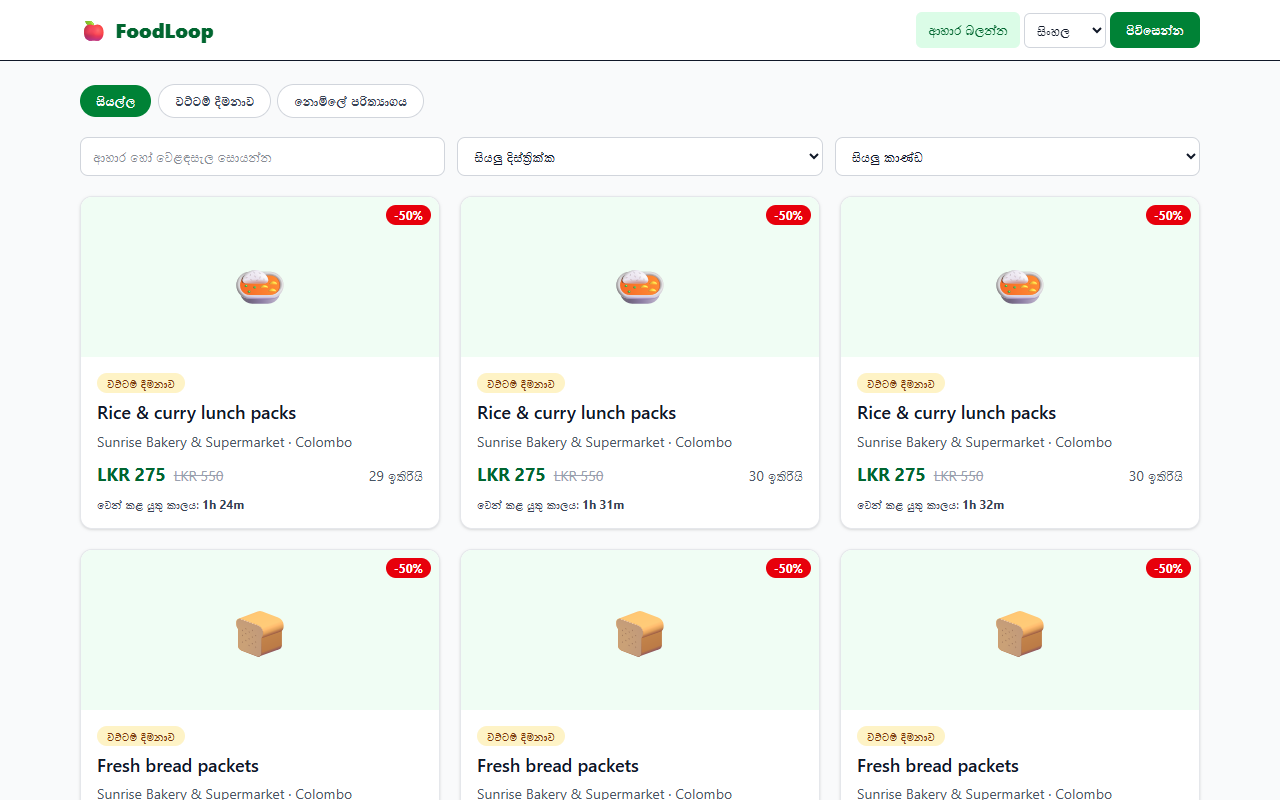 FoodLoop
ආහාර බලන්න
සිංහල
පිවිසෙන්න
සියල්ල
වට්ටම් දීමනාව
නොමිලේ පරිත්‍යාගය
ආහාර හෝ වෙළඳසැල සොයන්න
සියලු දිස්ත්‍රික්ක
සියලු කාණ්ඩ
-50%
වට්ටම් දීමනාව
Rice & curry lunch packs
Sunrise Bakery & Supermarket · Colombo
LKR 275 LKR 550 29 ඉතිරියි
වෙන් කළ යුතු කාලය: 1h 24m
-50%
වට්ටම් දීමනාව
Rice & curry lunch packs
Sunrise Bakery & Supermarket · Colombo
LKR 275 LKR 550 30 ඉතිරියි
වෙන් කළ යුතු කාලය: 1h 31m
-50%
වට්ටම් දීමනාව
Rice & curry lunch packs
Sunrise Bakery & Supermarket · Colombo
LKR 275 LKR 550 30 ඉතිරියි
වෙන් කළ යුතු කාලය: 1h 32m
-50%
වට්ටම් දීමනාව
Fresh bread packets
Sunrise Bakery & Supermarket · Colombo
-50%
වට්ටම් දීමනාව
Fresh bread packets
Sunrise Bakery & Supermarket · Colombo
-50%
වට්ටම් දීමනාව
Fresh bread packets
Sunrise Bakery & Supermarket · Colombo